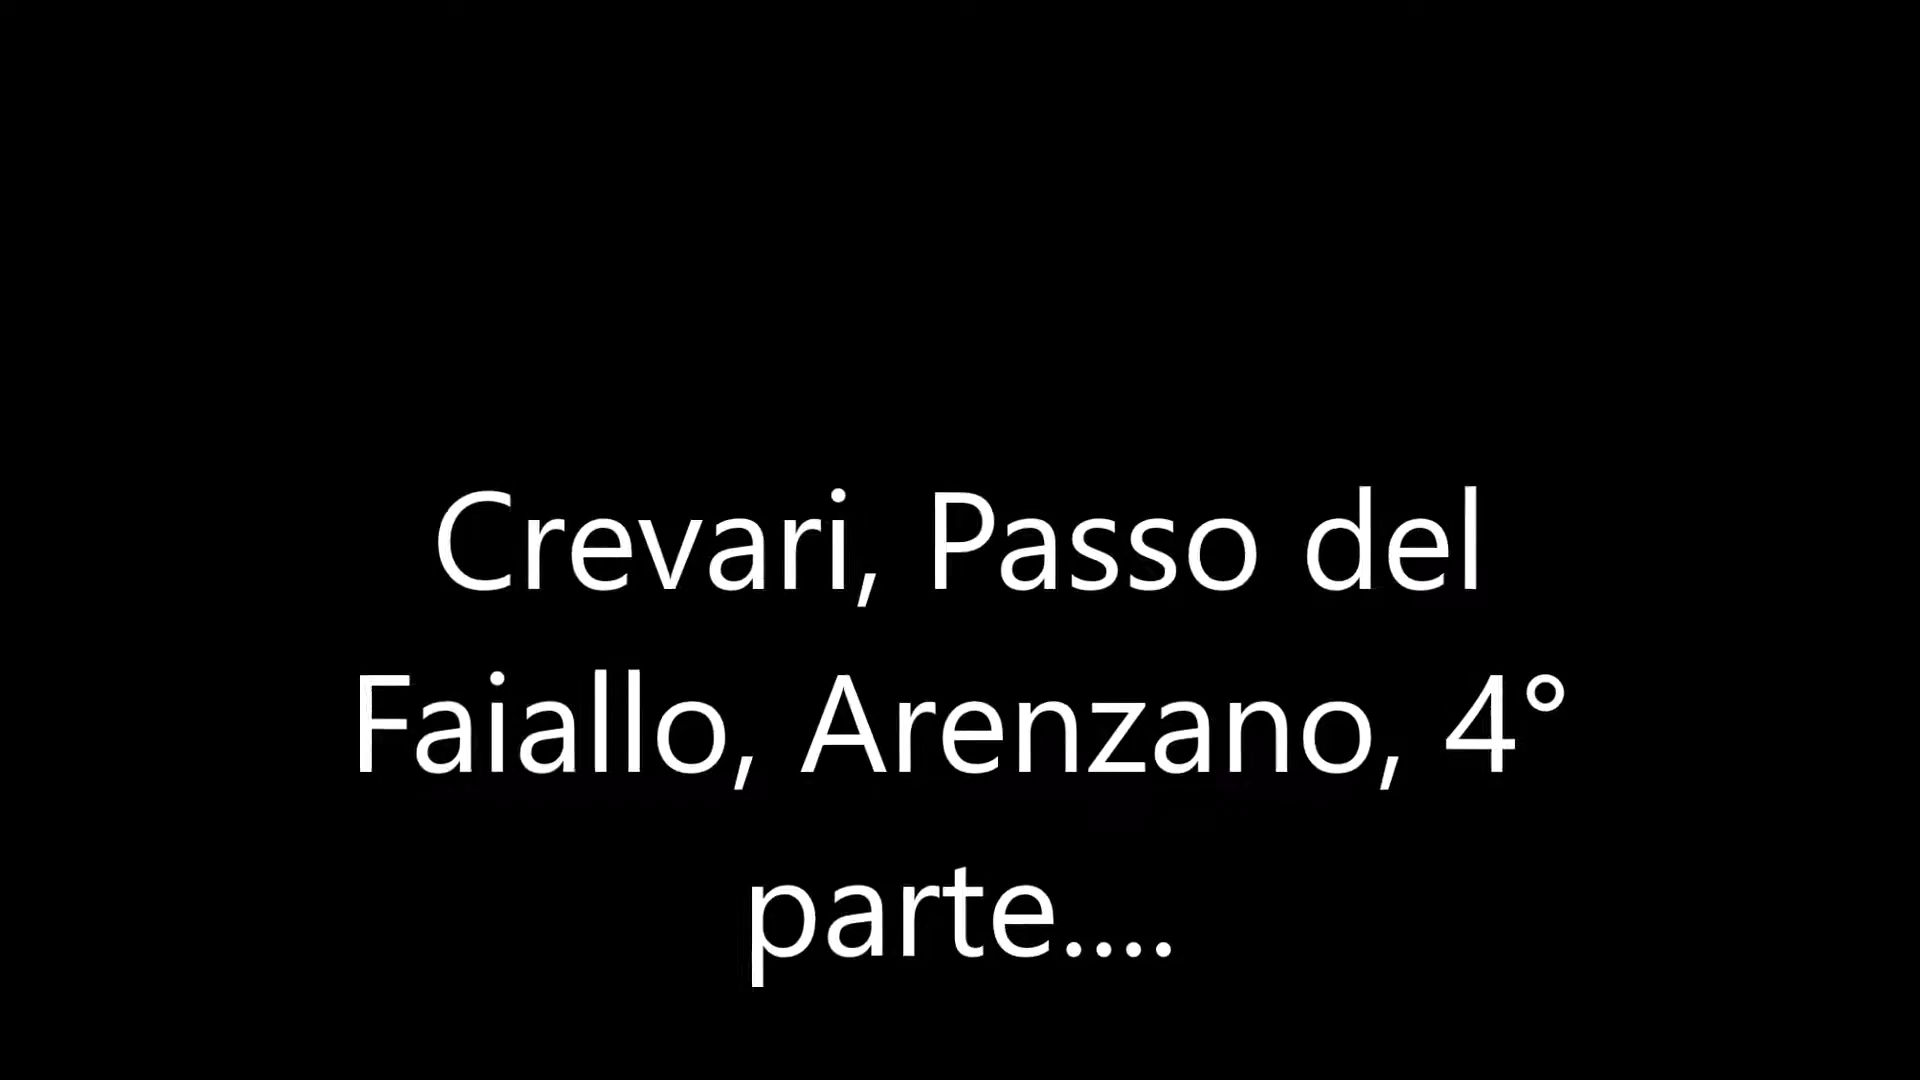 Crevari, Passo del
Faiallo, Arenzano, 4°
parte....